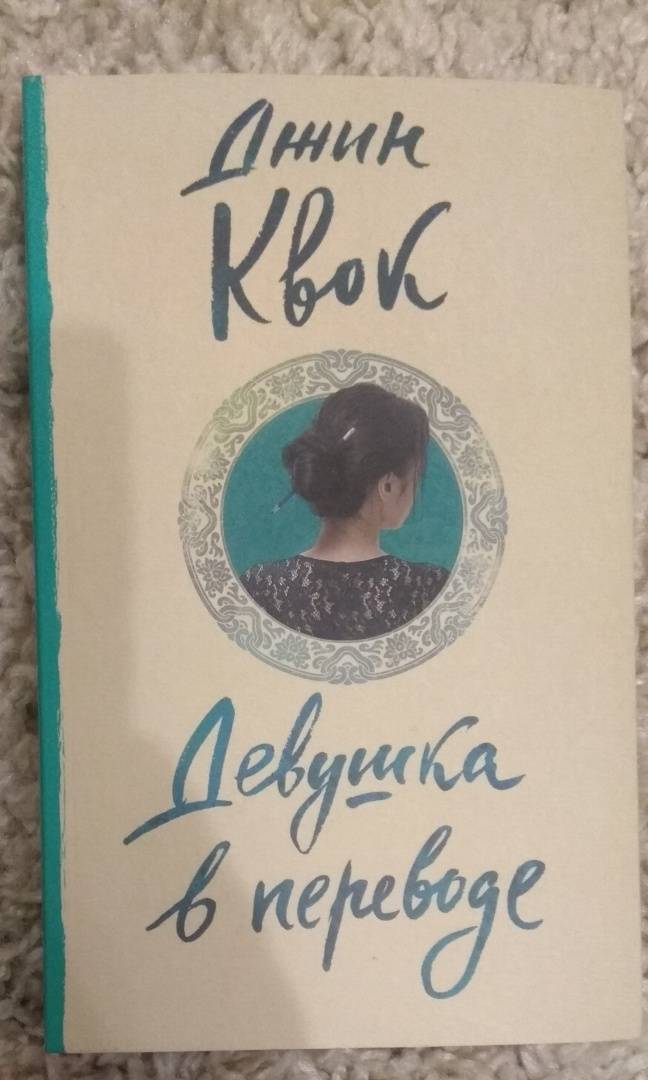 Джин
Квок
Девушка
в переводе